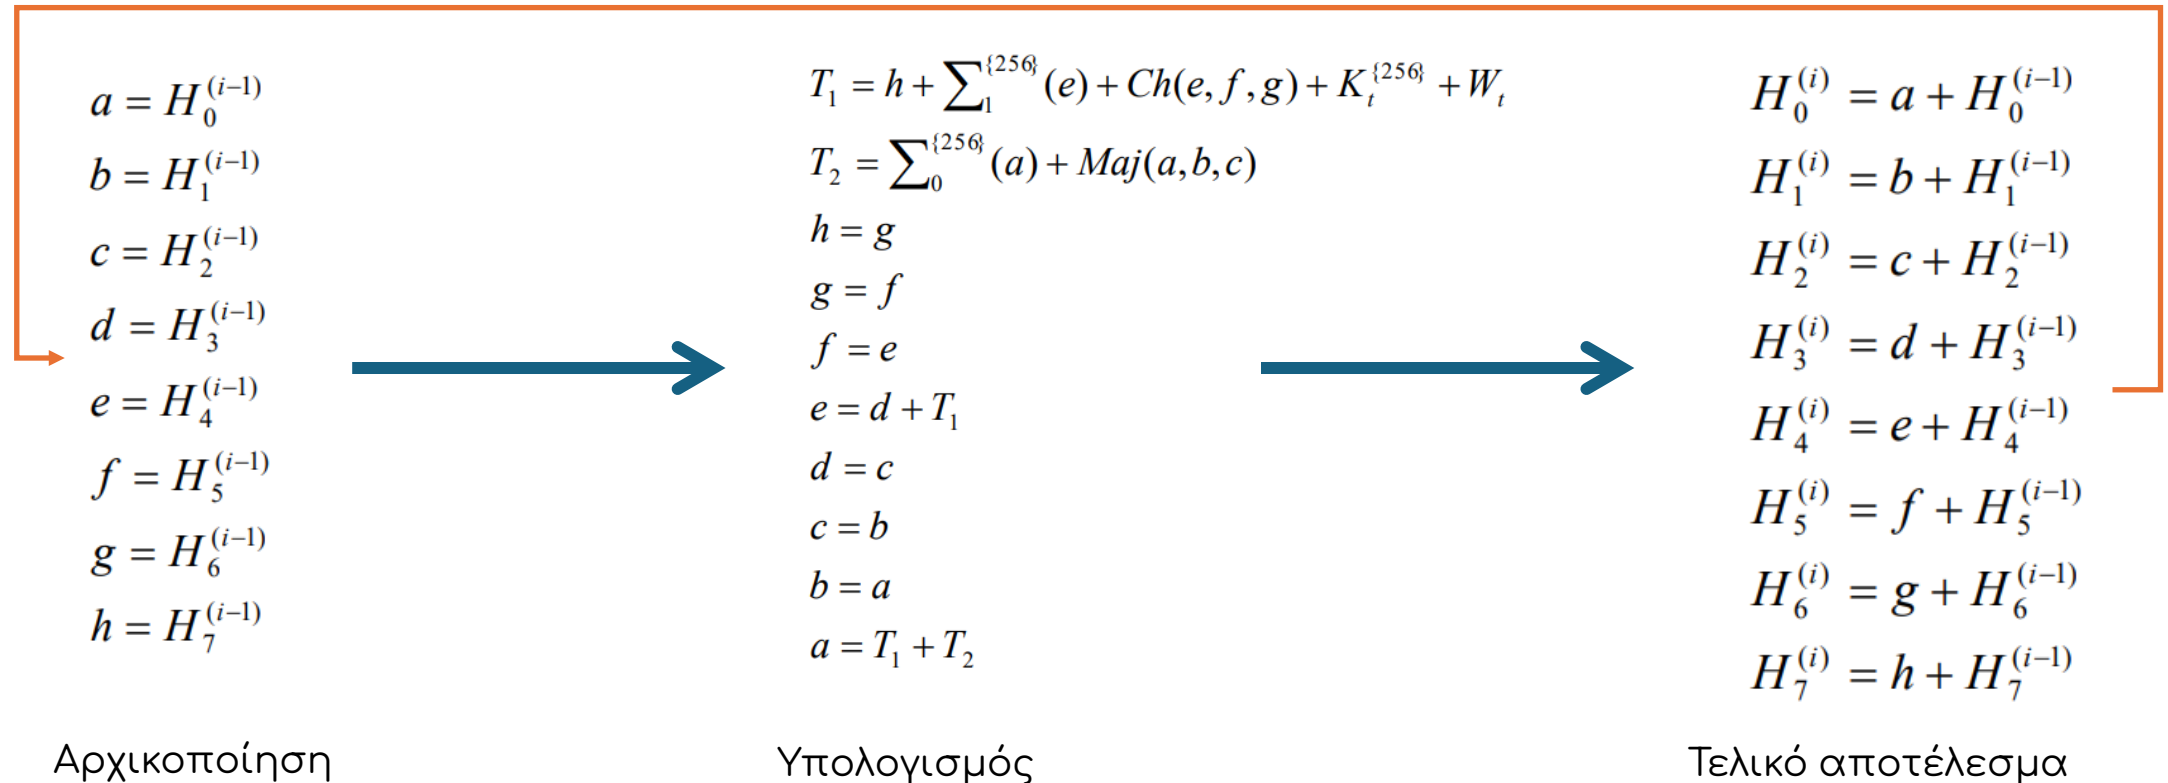 a = H_0^{(i-1)}
b = H_1^{(i-1)}
c = H_2^{(i-1)}
d = H_3^{(i-1)}
e = H_4^{(i-1)}
f = H_5^{(i-1)}
g = H_6^{(i-1)}
h = H_7^{(i-1)}
Αρχικοποίηση
T_1 = h + ∑_1^{\{256\}}(e) + Ch(e, f, g) + K_t^{\{256\}} + W_t
T_2 = ∑_0^{\{256\}}(a) + Maj(a, b, c)
h = g
g = f
f = e
e = d + T_1
d = c
c = b
b = a
a = T_1 + T_2
Υπολογισμός
H_0^{(i)} = a + H_0^{(i-1)}
H_1^{(i)} = b + H_1^{(i-1)}
H_2^{(i)} = c + H_2^{(i-1)}
H_3^{(i)} = d + H_3^{(i-1)}
H_4^{(i)} = e + H_4^{(i-1)}
H_5^{(i)} = f + H_5^{(i-1)}
H_6^{(i)} = g + H_6^{(i-1)}
H_7^{(i)} = h + H_7^{(i-1)}
Τελικό αποτέλεσμα